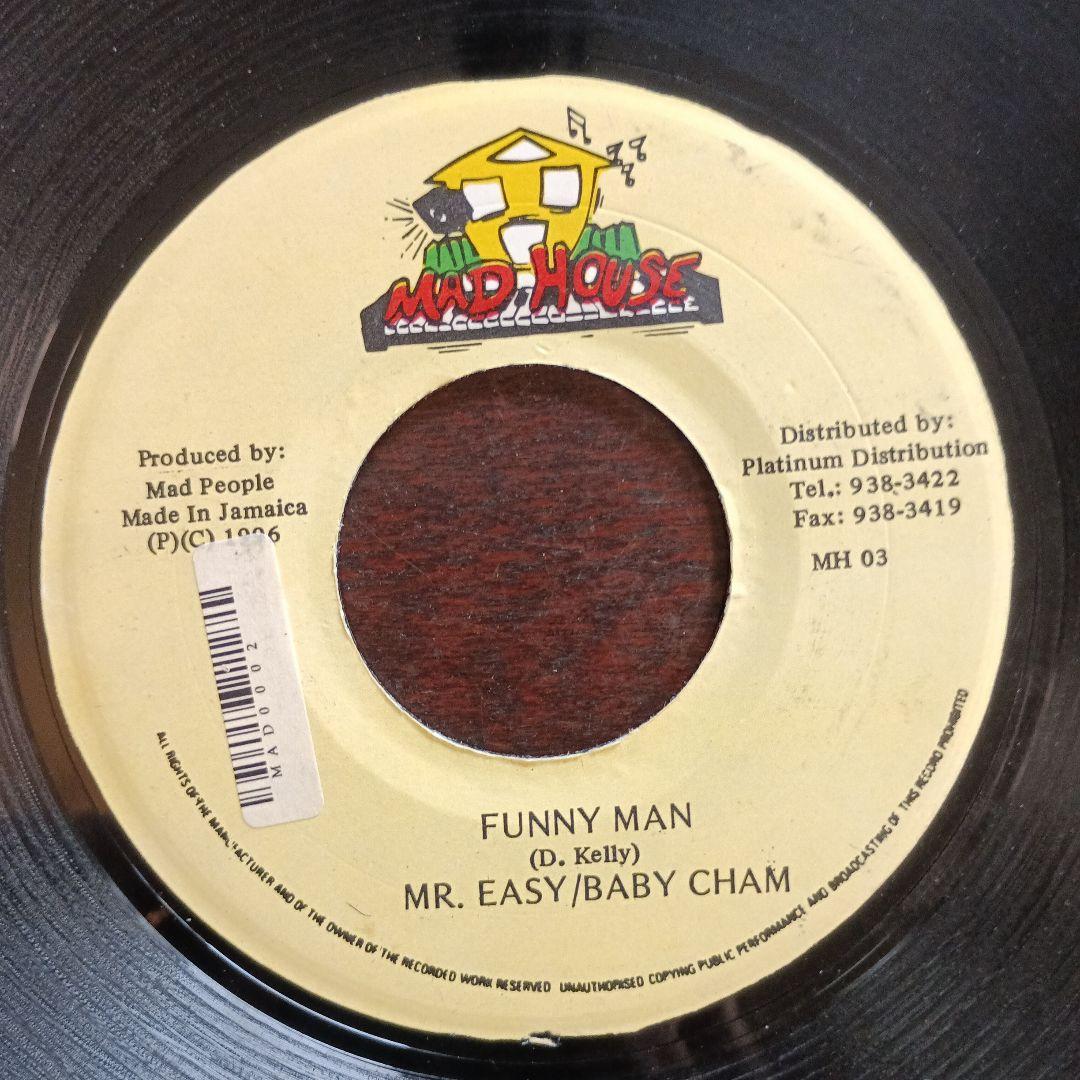 MAD HOUSE
Produced by:
Mad People
Made In Jamaica
(P)(C) 1996
Distributed by:
Platinum Distribution
Tel.: 938-3422
Fax: 938-3419
MH 03
MAD0002
FUNNY MAN
(D. Kelly)
MR. EASY/BABY CHAM
ALL RIGHTS OF THE MANUFACTURER AND OF THE OWNER OF THE RECORDED WORK RESERVED UNAUTHORISED COPYING PUBLIC PERFORMANCE AND BROADCASTING OF THIS RECORD PROHIBITED